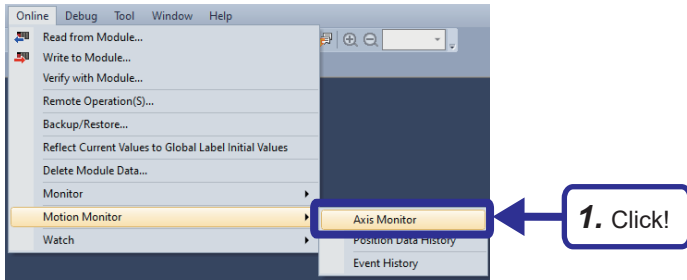 Online Debug Tool Window Help
Read from Module...
Write to Module...
Verify with Module...
Remote Operation(S)...
Backup/Restore...
Reflect Current Values to Global Label Initial Values
Delete Module Data...
Monitor
Motion Monitor
Watch
Axis Monitor
Position Data History
Event History
1. Click!